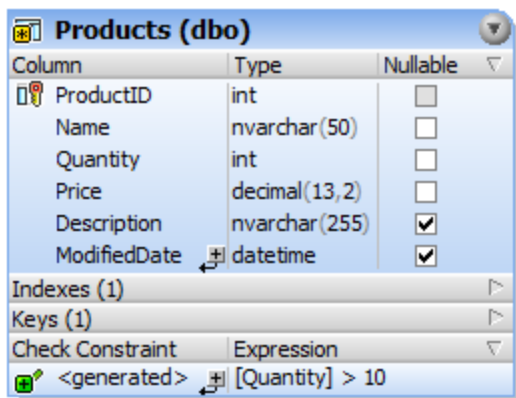 Products (dbo)
Column Type Nullable
ProductID int
Name nvarchar(50)
Quantity int
Price decimal(13,2)
Description nvarchar(255)
ModifiedDate datetime
Indexes (1)
Keys (1)
Check Constraint Expression
<generated> [Quantity] > 10